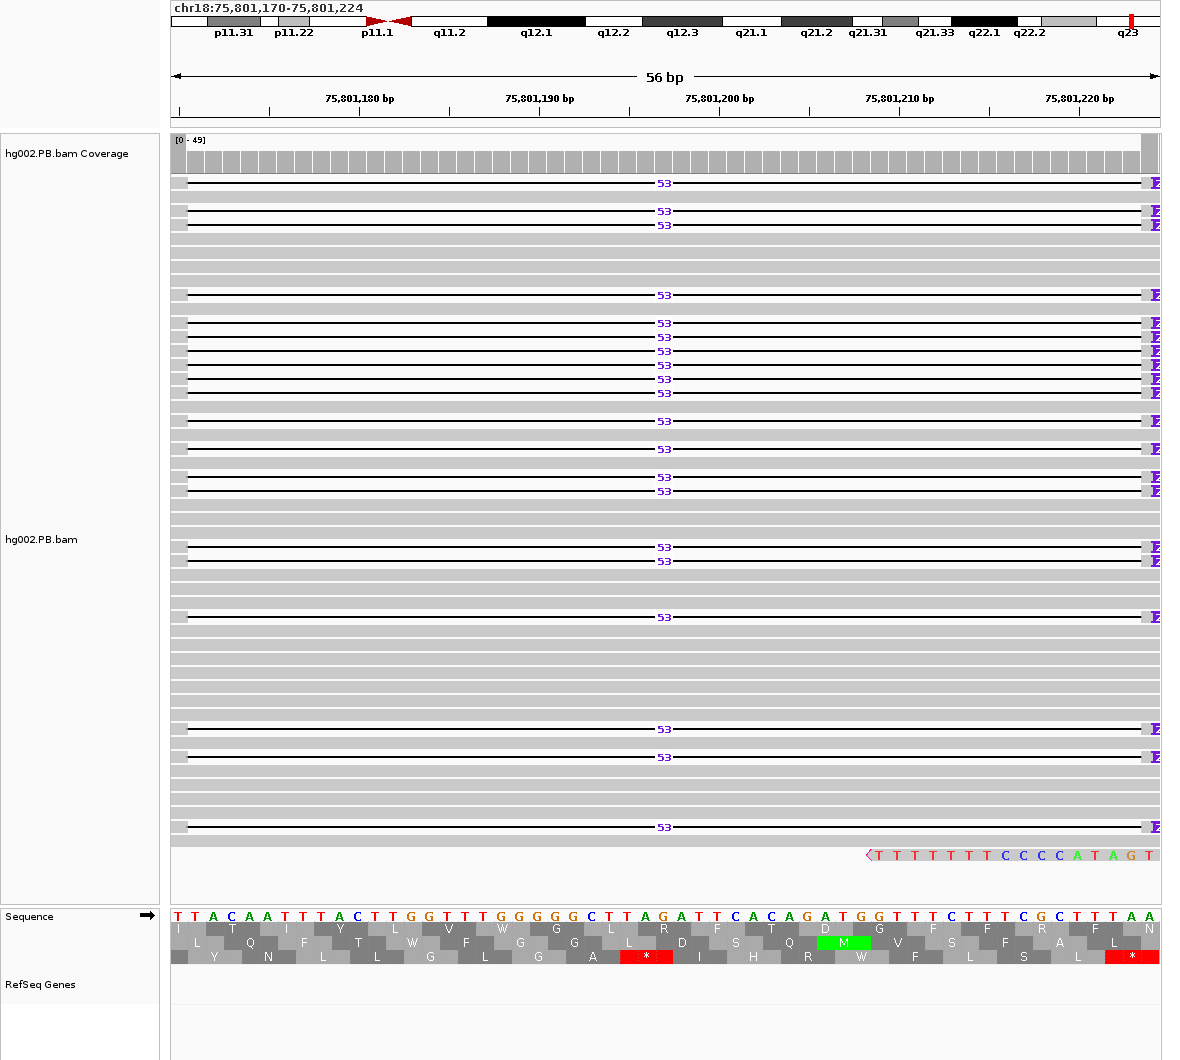 chr18:75,801,170-75,801,224
p11.31 p11.22 p11.1 q11.2 q12.1 q12.2 q12.3 q21.1 q21.2 q21.31 q21.33 q22.1 q22.2 q23
56 bp
75,801,180 bp 75,801,190 bp 75,801,200 bp 75,801,210 bp 75,801,220 bp
[0 - 49]
hg002.PB.bam Coverage
53
53
53
53
53
53
53
53
53
53
53
53
53
53
hg002.PB.bam
53
53
53
53
53
53
T T T T T T T C C C C A T A G T
Sequence T T A C A A T T T A C T T G G T T T G G G G G C T T A G A T T C A C A G A T G G T T T C T T T C G C T T T A A
I T I Y L V W G L R F T D G F F R F N
L Q F T W F G G L D S Q M V S F A L
Y N L L G L G A * I H R W F L S L *
RefSeq Genes